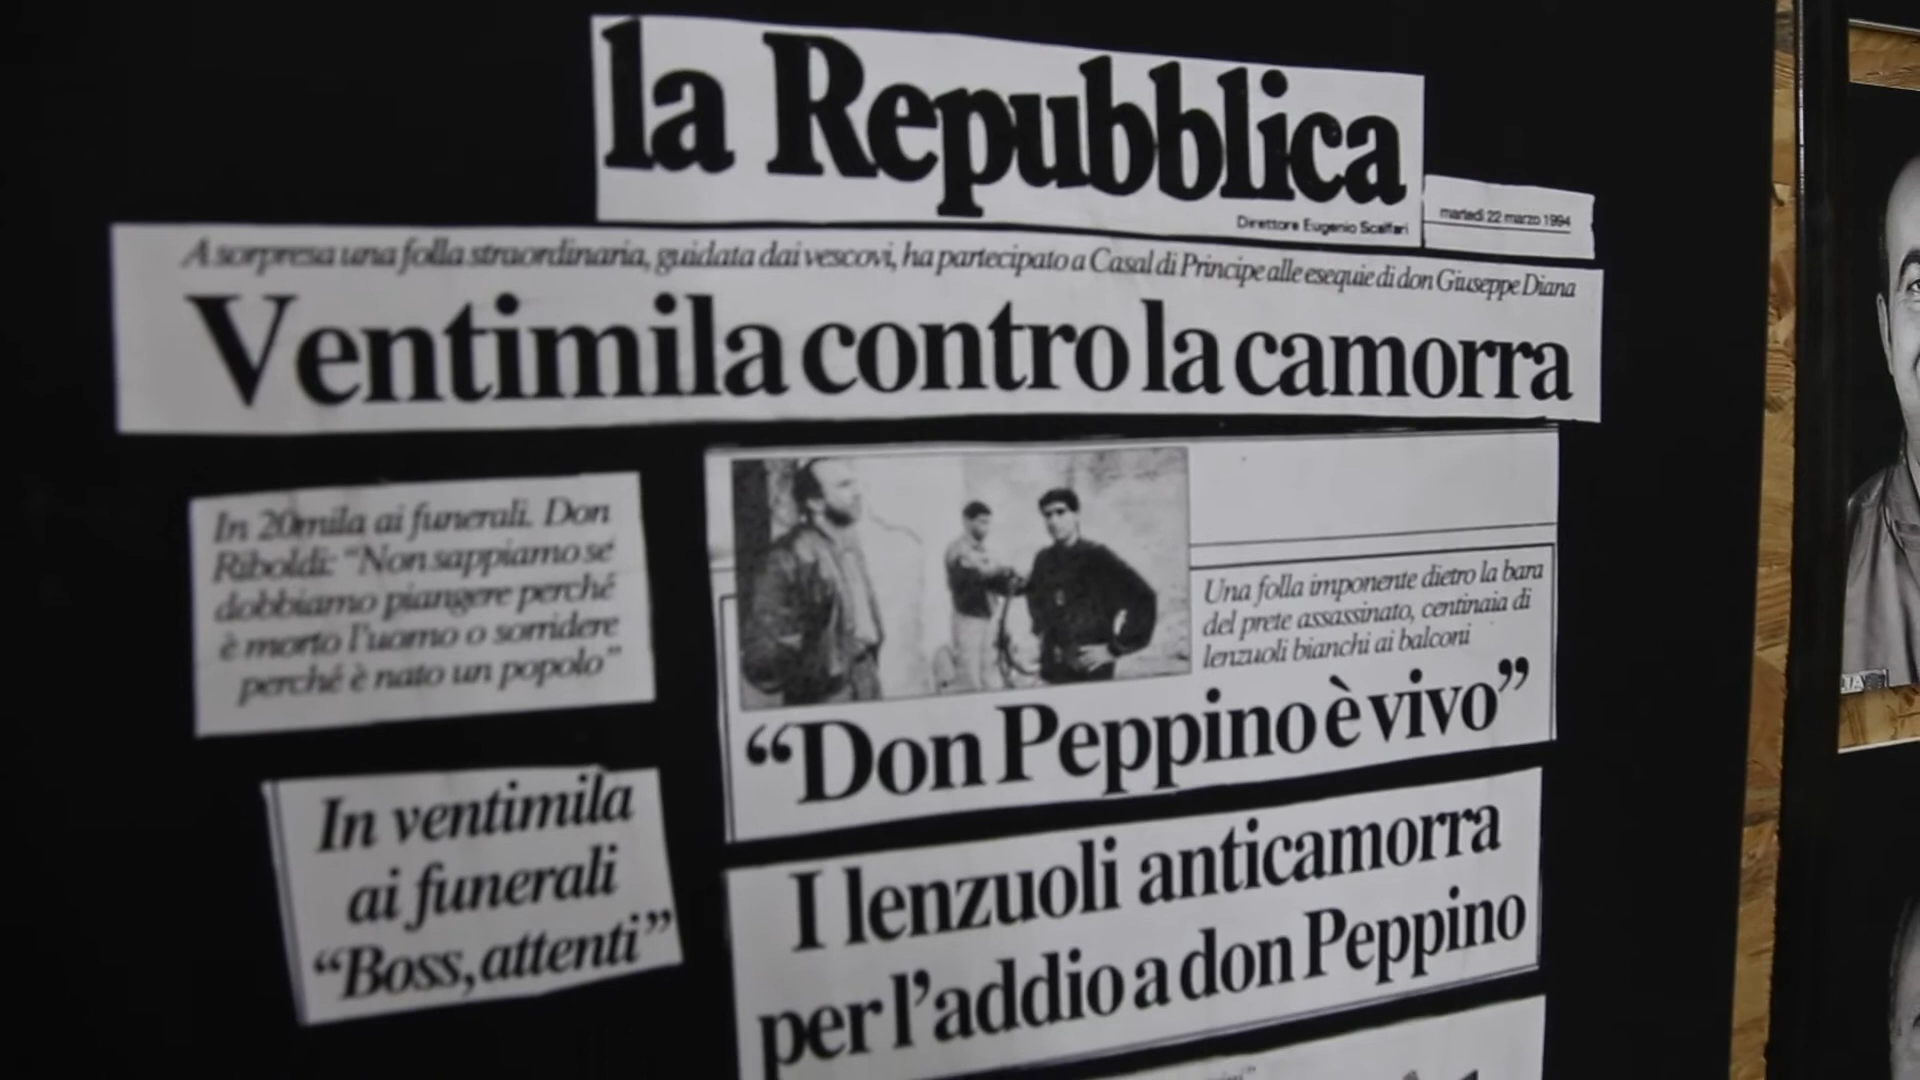 la Repubblica
Direttore Eugenio Scalfari
martedì 22 marzo 1994
A sorpresa una folla straordinaria, guidata dai vescovi, ha partecipato a Casal di Principe alle esequie di don Giuseppe Diana
Ventimila contro la camorra
In 20mila ai funerali. Don
Riboldi: “Non sappiamo se
dobbiamo piangere perché
è morto l'uomo o sorridere
perché è nato un popolo”
In ventimila
ai funerali
“Boss, attenti”
Una folla imponente dietro la bara
del prete assassinato, centinaia di
lenzuoli bianchi ai balconi
“Don Peppino è vivo”
I lenzuoli anticamorra
per l'addio a don Peppino